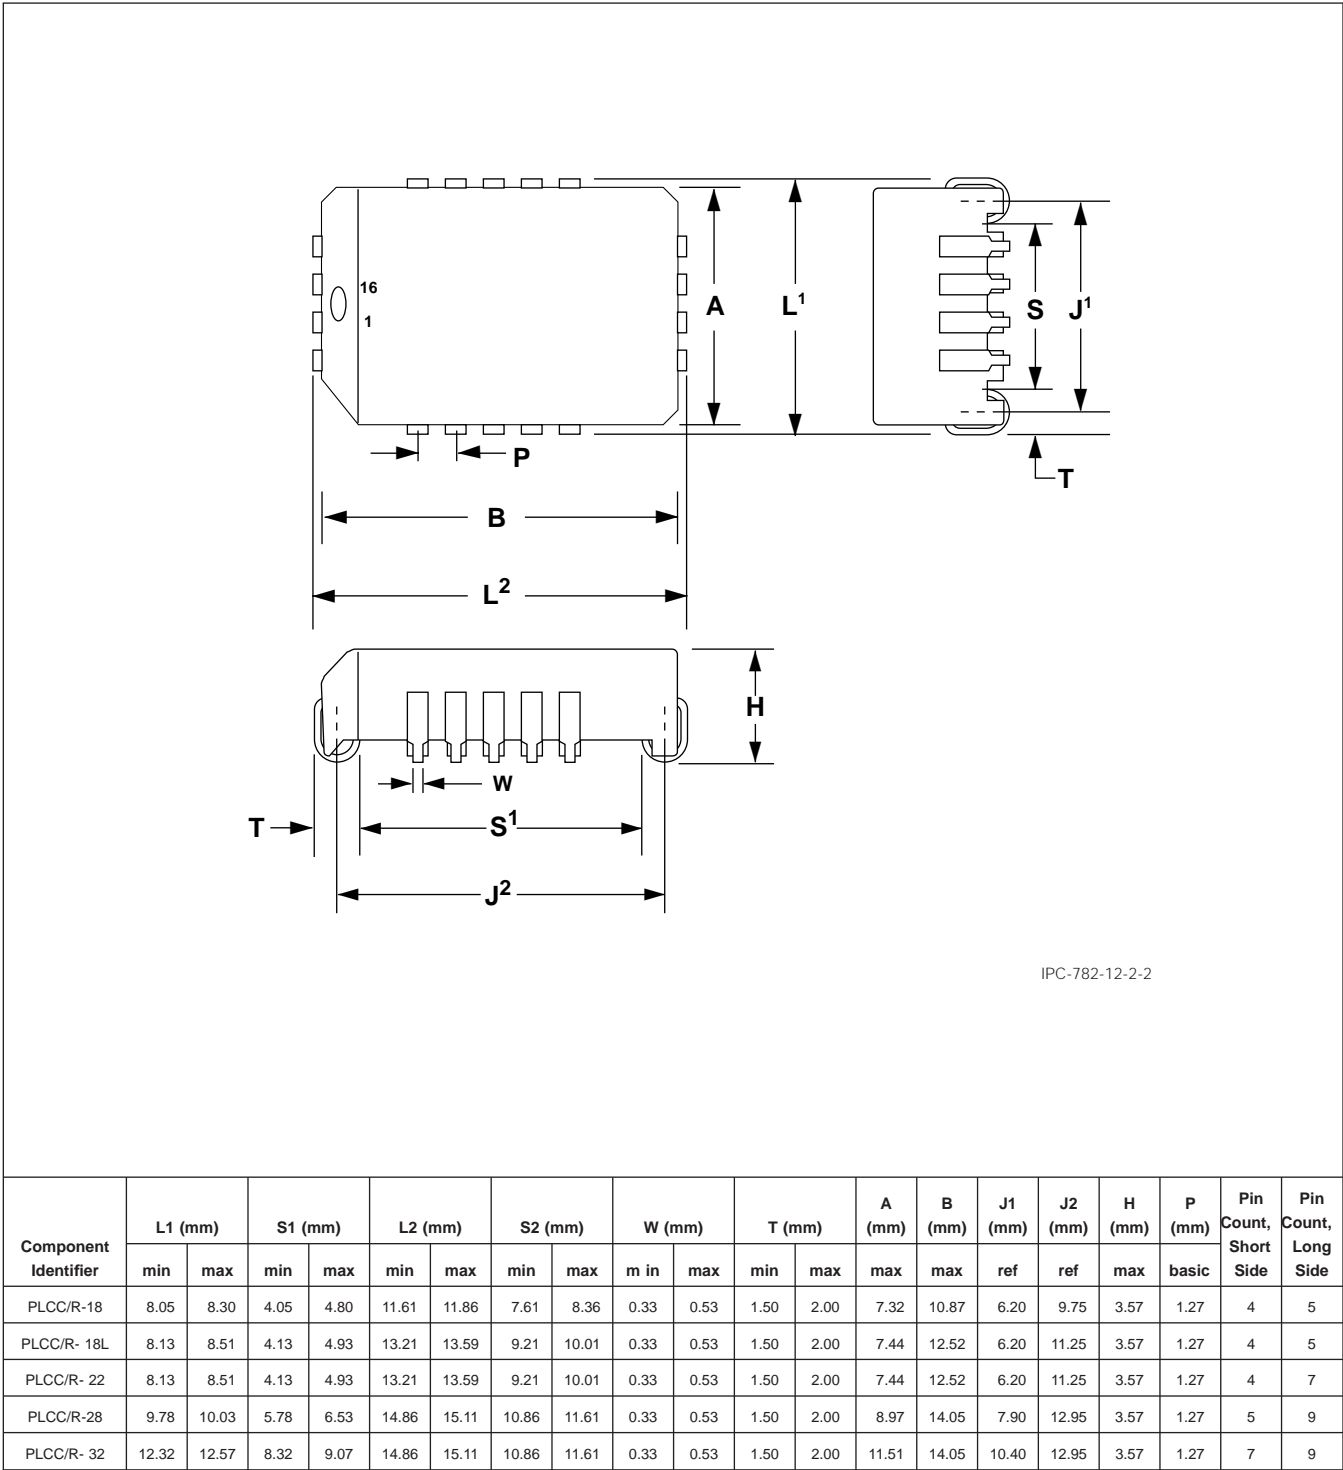 16
1
A
L¹
S
J¹
P
T
B
L²
H
W
T
S¹
J²
IPC-782-12-2-2
Component Identifier | L1 (mm) | S1 (mm) | L2 (mm) | S2 (mm) | W (mm) | T (mm) | A (mm) | B (mm) | J1 (mm) | J2 (mm) | H (mm) | P (mm) | Pin Count, Short Side | Pin Count, Long Side
min max min max min max min max m in max min max max max ref ref max basic
PLCC/R-18 8.05 8.30 4.05 4.80 11.61 11.86 7.61 8.36 0.33 0.53 1.50 2.00 7.32 10.87 6.20 9.75 3.57 1.27 4 5
PLCC/R- 18L 8.13 8.51 4.13 4.93 13.21 13.59 9.21 10.01 0.33 0.53 1.50 2.00 7.44 12.52 6.20 11.25 3.57 1.27 4 5
PLCC/R- 22 8.13 8.51 4.13 4.93 13.21 13.59 9.21 10.01 0.33 0.53 1.50 2.00 7.44 12.52 6.20 11.25 3.57 1.27 4 7
PLCC/R-28 9.78 10.03 5.78 6.53 14.86 15.11 10.86 11.61 0.33 0.53 1.50 2.00 8.97 14.05 7.90 12.95 3.57 1.27 5 9
PLCC/R- 32 12.32 12.57 8.32 9.07 14.86 15.11 10.86 11.61 0.33 0.53 1.50 2.00 11.51 14.05 10.40 12.95 3.57 1.27 7 9